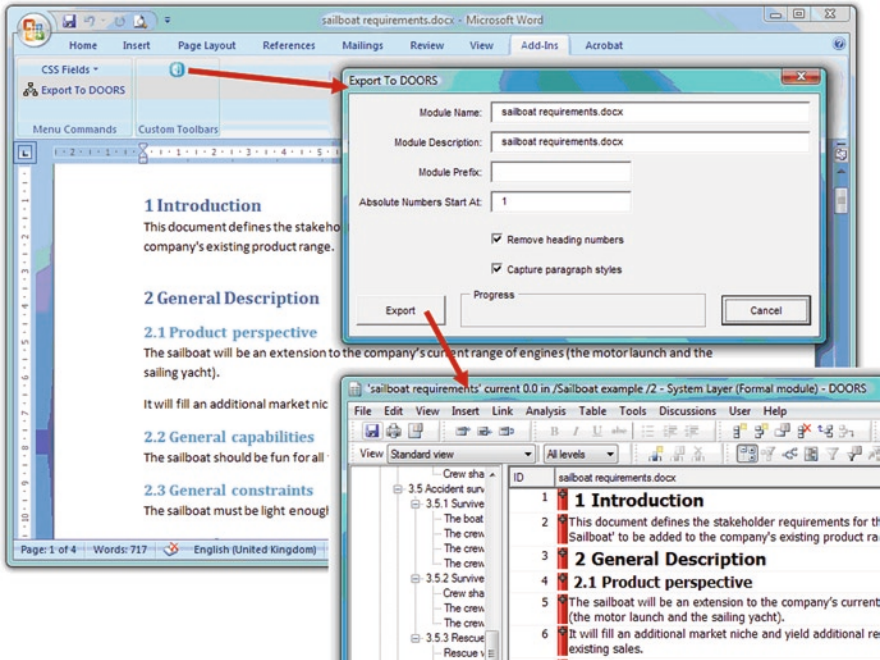 sailboat requirements.docx - Microsoft Word
Home Insert Page Layout References Mailings Review View Add-Ins Acrobat
CSS Fields
Export To DOORS
Menu Commands Custom Toolbars
Export To DOORS
Module Name: sailboat requirements.docx
Module Description: sailboat requirements.docx
Module Prefix:
Absolute Numbers Start At: 1
Remove heading numbers
Capture paragraph styles
Export
Progress
Cancel
1 Introduction
This document defines the stakeho
company's existing product range.
2 General Description
2.1 Product perspective
The sailboat will be an extension to the company's current range of engines (the motor launch and the
sailing yacht).
It will fill an additional market nic
2.2 General capabilities
The sailboat should be fun for all
2.3 General constraints
The sailboat must be light enough
Page: 1 of 4 Words: 717 English (United Kingdom)
'sailboat requirements' current 0.0 in /Sailboat example /2 - System Layer (Formal module) - DOORS
File Edit View Insert Link Analysis Table Tools Discussions User Help
B I U abc
View Standard view All levels
Crew sha
3.5 Accident surv
3.5.1 Survive
The boat
The crew
The crew
The crew
3.5.2 Survive
Crew sha
The crew
The crew
3.5.3 Rescue
Rescue v
ID sailboat requirements.docx
1 1 Introduction
2 This document defines the stakeholder requirements for th
Sailboat' to be added to the company's existing product ra
3 2 General Description
4 2.1 Product perspective
5 The sailboat will be an extension to the company's current
(the motor launch and the sailing yacht).
6 It will fill an additional market niche and yield additional re
existing sales.